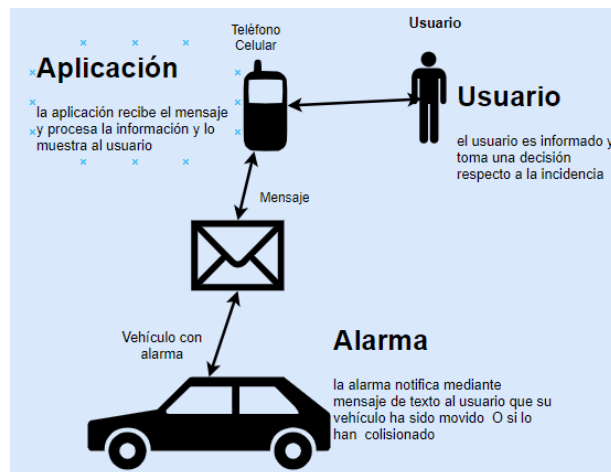 Teléfono
Celular
Usuario
Aplicación
la aplicación recibe el mensaje
y procesa la información y lo
muestra al usuario
Usuario
el usuario es informado y
toma una decisión
respecto a la incidencia
Mensaje
Vehículo con
alarma
Alarma
la alarma notifica mediante
mensaje de texto al usuario que su
vehículo ha sido movido O si lo
han colisionado